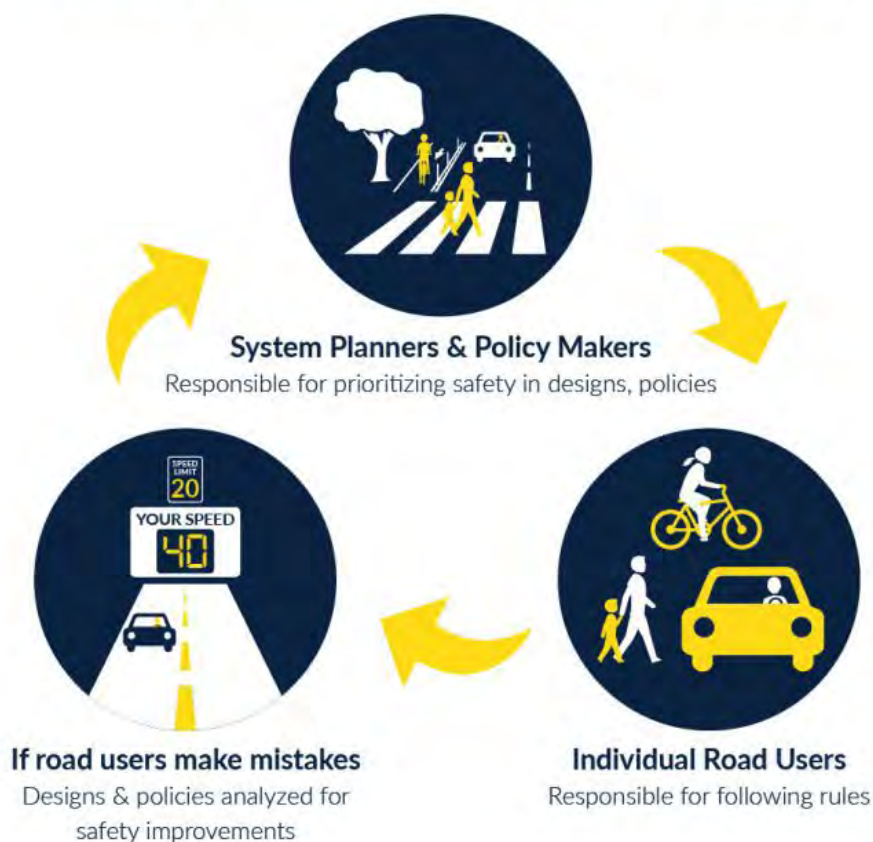 System Planners & Policy Makers
Responsible for prioritizing safety in designs, policies
SPEED
LIMIT
20
YOUR SPEED
40
If road users make mistakes
Designs & policies analyzed for
safety improvements
Individual Road Users
Responsible for following rules